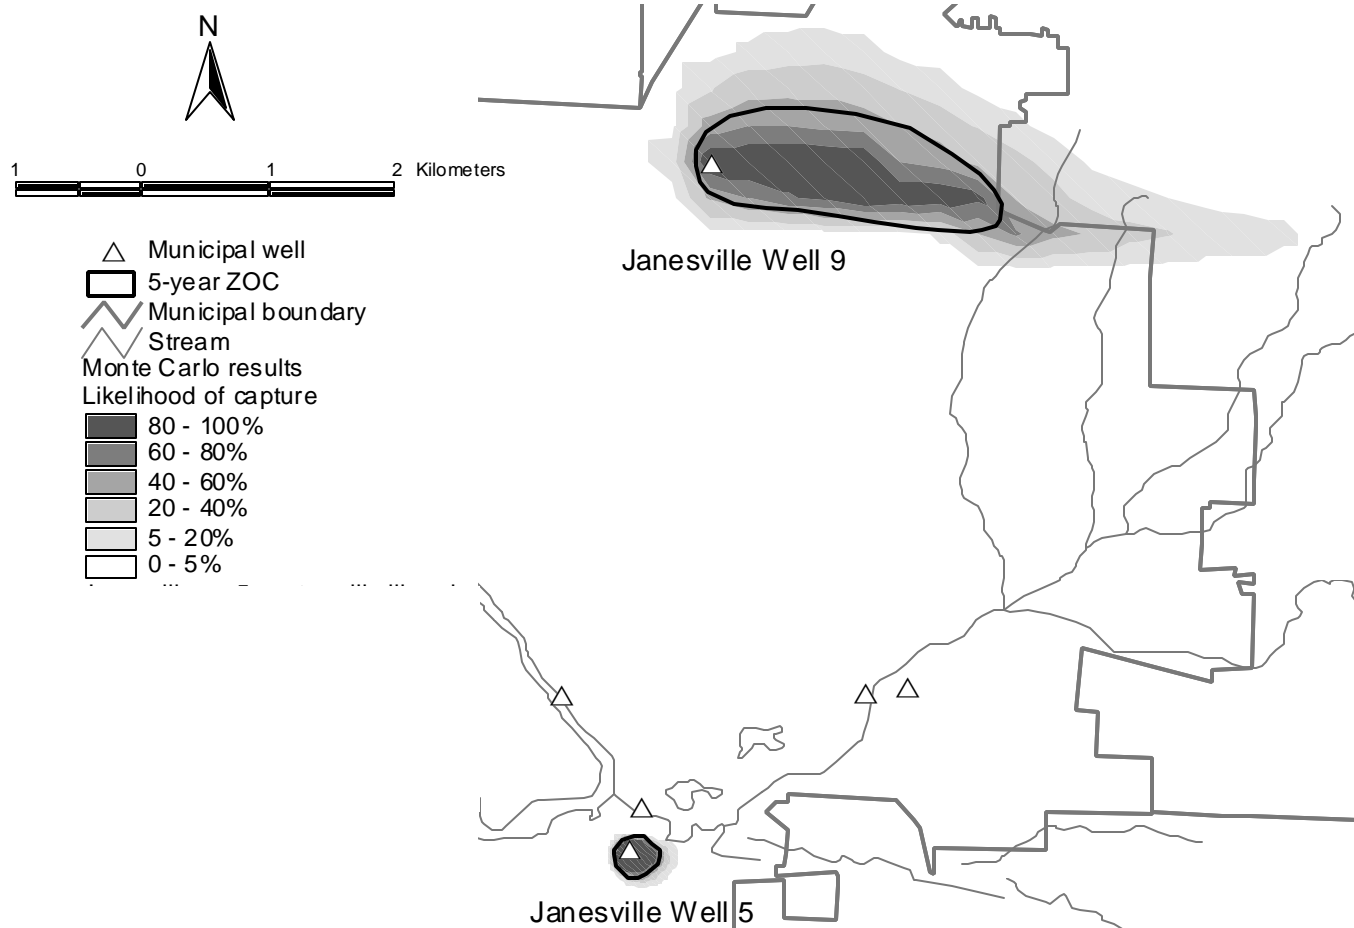 N
1 0 1 2 Kilometers
Municipal well
5-year ZOC
Municipal boundary
Stream
Monte Carlo results
Likelihood of capture
80 - 100%
60 - 80%
40 - 60%
20 - 40%
5 - 20%
0 - 5%
Janesville Well 9
Janesville Well 5